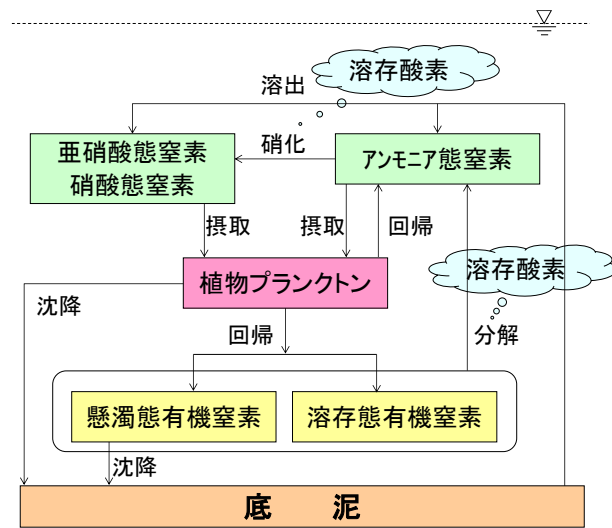 溶存酸素
溶出
亜硝酸態窒素
硝酸態窒素
硝化
アンモニア態窒素
摂取
摂取
回帰
溶存酸素
植物プランクトン
沈降
回帰
分解
懸濁態有機窒素
溶存態有機窒素
沈降
底 泥